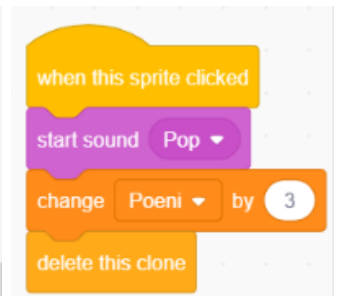 when this sprite clicked
start sound Pop
change Poeni by 3
delete this clone